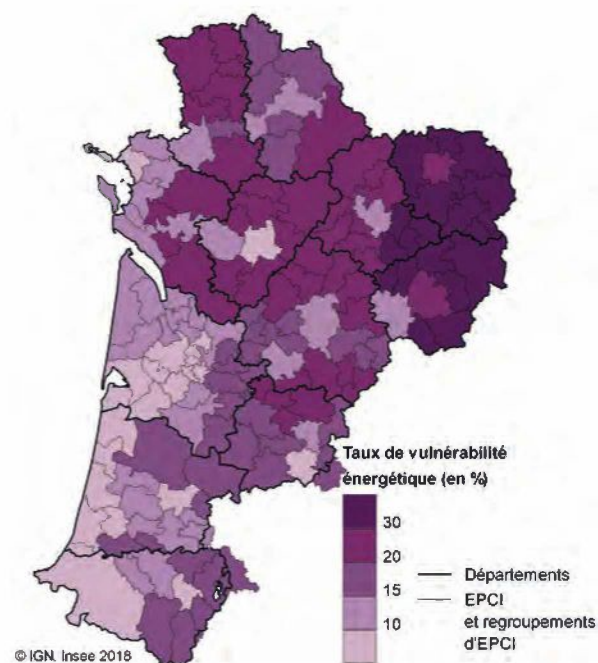 Taux de vulnérabilité
énergétique (en %)
30
20
15
10
Départements
EPCI
et regroupements
d'EPCI
© IGN, Insee 2018